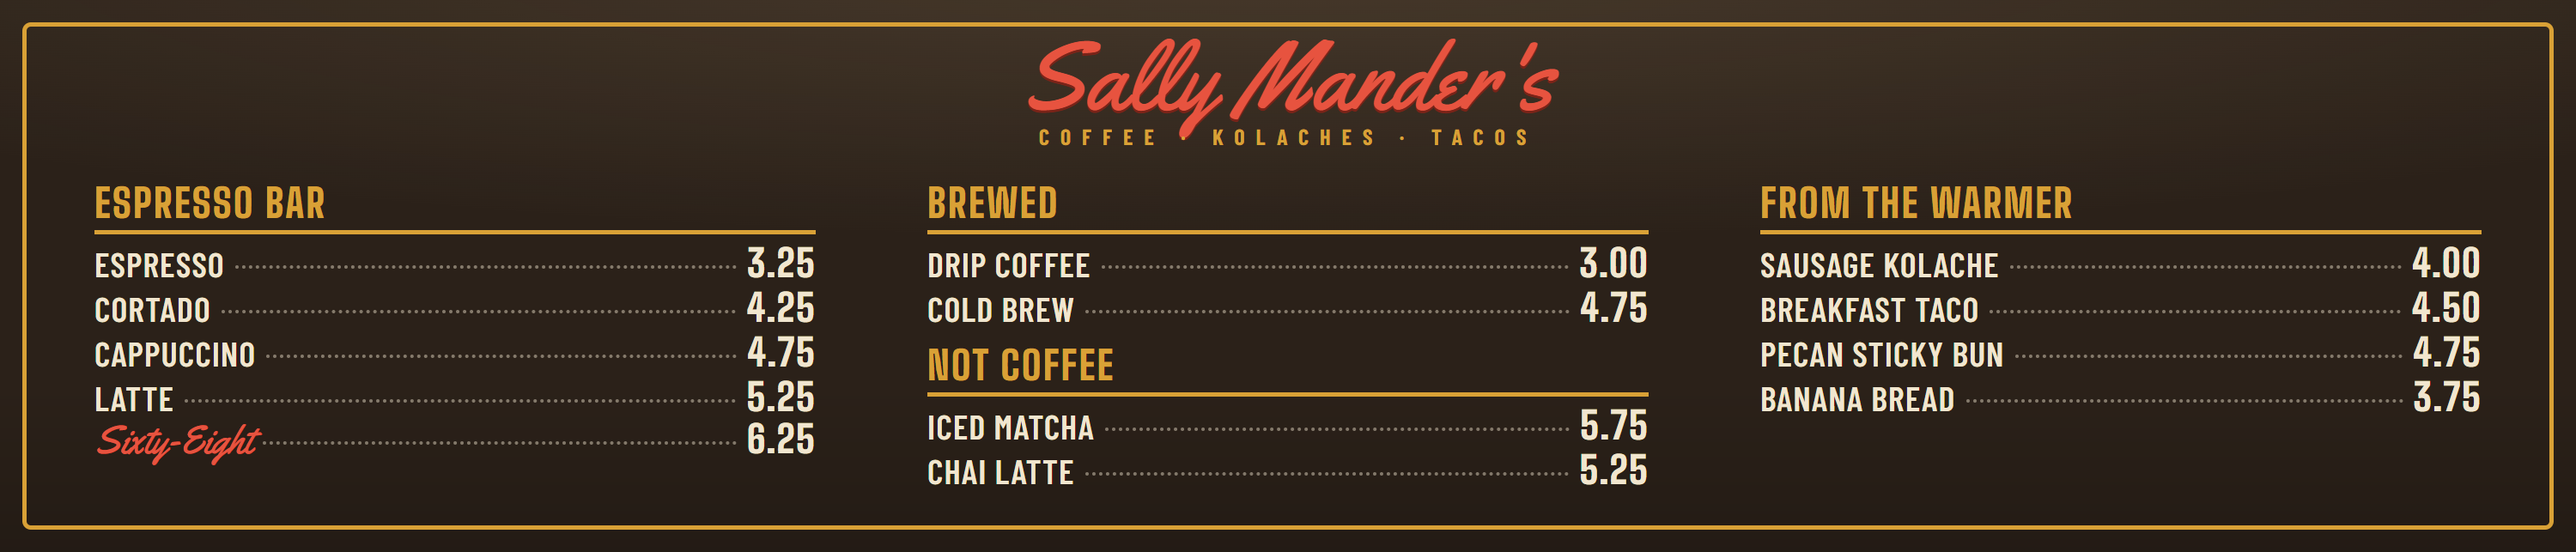 Sally Mander's
COFFEE · KOLACHES · TACOS
ESPRESSO BAR
ESPRESSO 3.25
CORTADO 4.25
CAPPUCCINO 4.75
LATTE 5.25
Sixty-Eight 6.25
BREWED
DRIP COFFEE 3.00
COLD BREW 4.75
NOT COFFEE
ICED MATCHA 5.75
CHAI LATTE 5.25
FROM THE WARMER
SAUSAGE KOLACHE 4.00
BREAKFAST TACO 4.50
PECAN STICKY BUN 4.75
BANANA BREAD 3.75